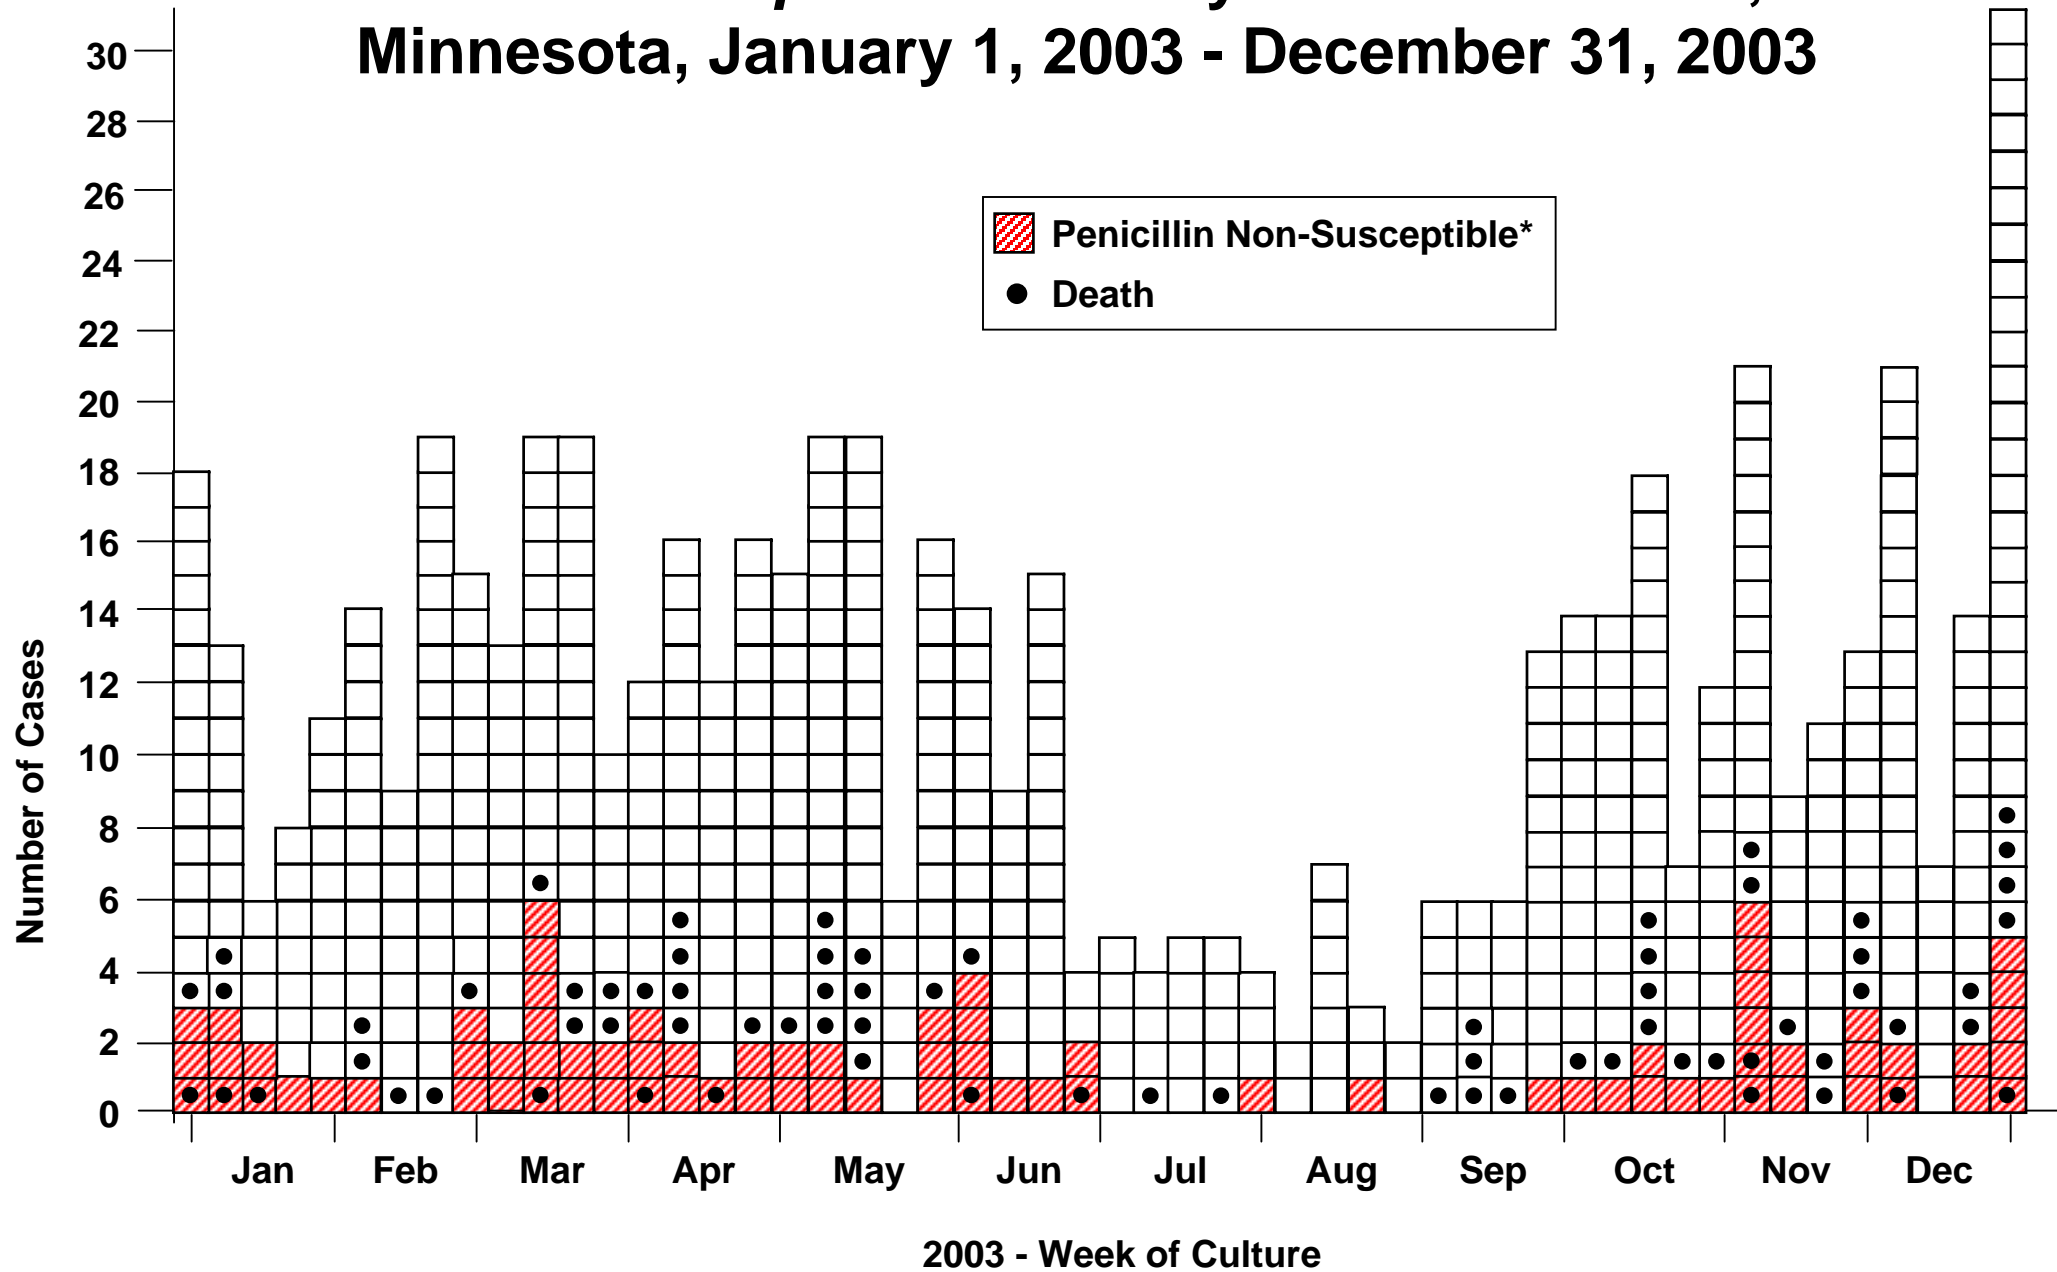 Minnesota, January 1, 2003 - December 31, 2003
30
28
26
24
22
20
18
16
14
12
10
8
6
4
2
0
Number of Cases
Penicillin Non-Susceptible*
Death
Jan Feb Mar Apr May Jun Jul Aug Sep Oct Nov Dec
2003 - Week of Culture